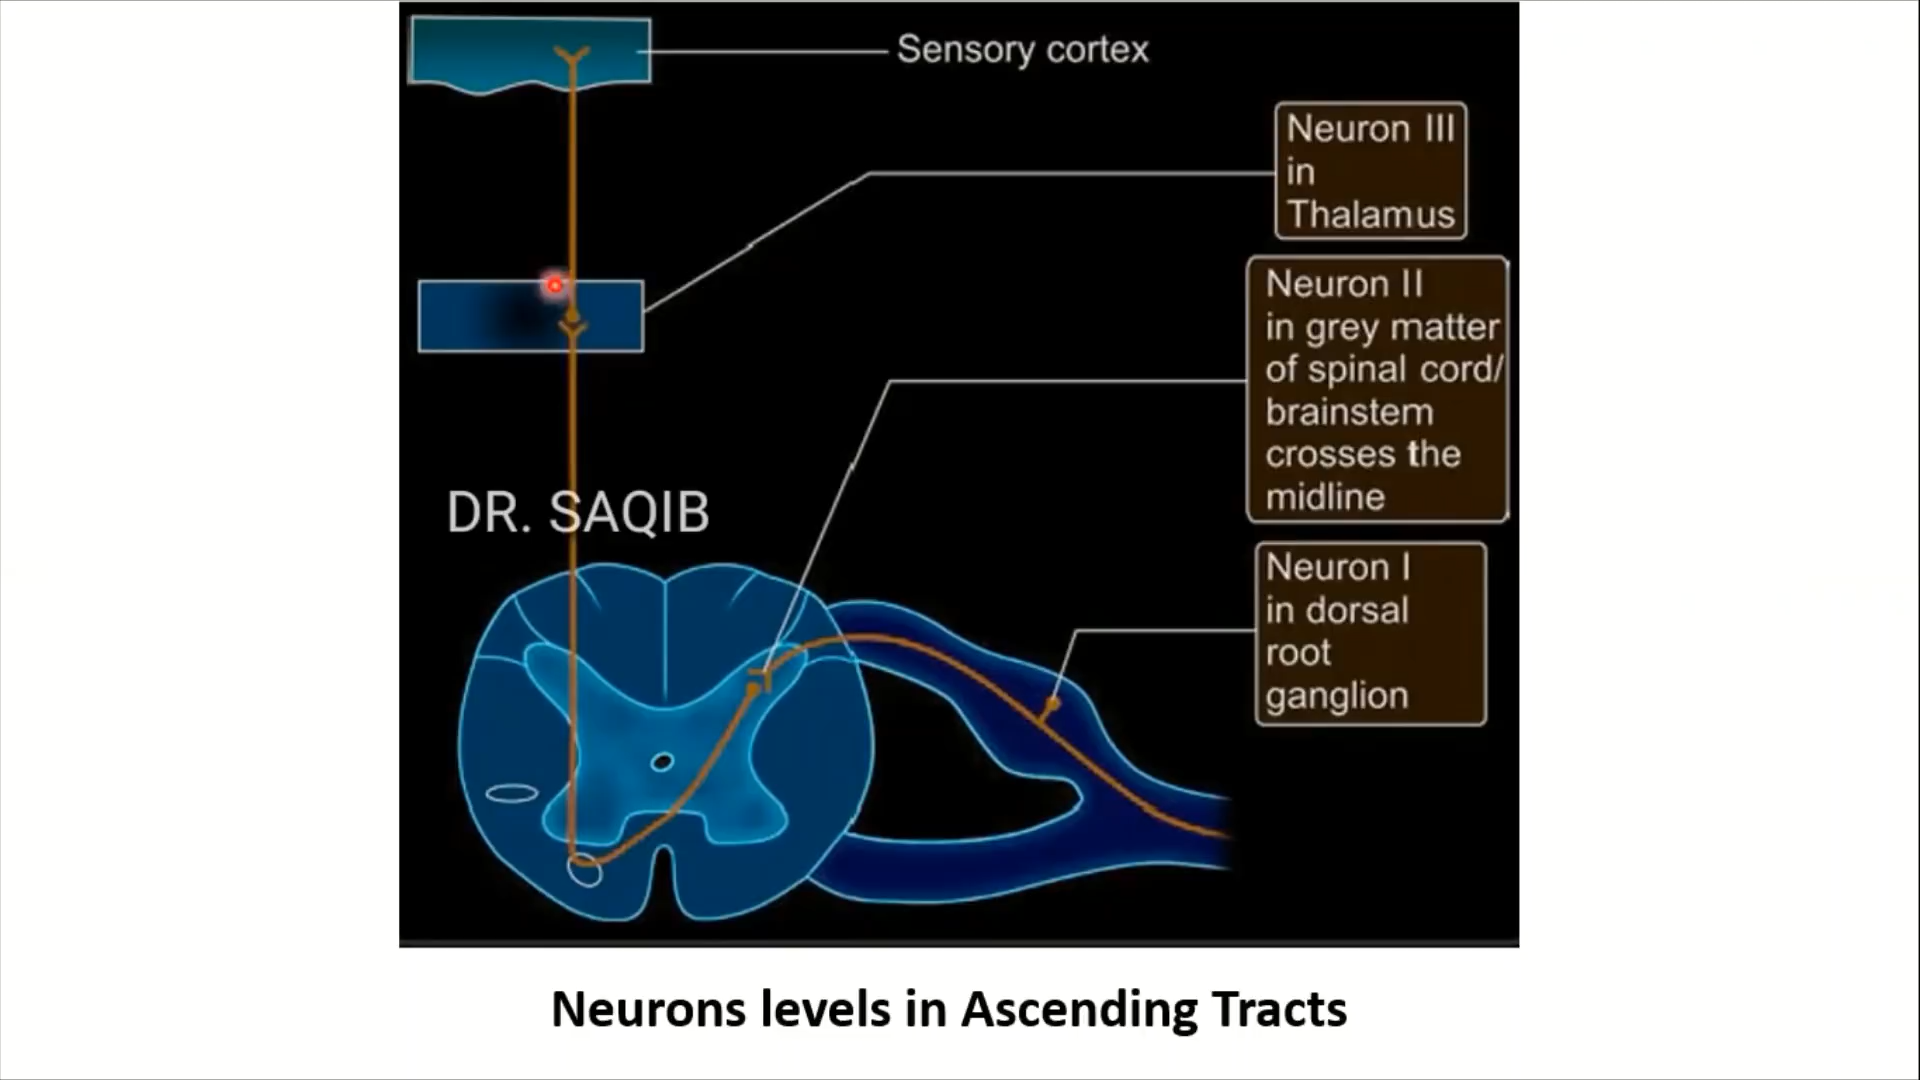 Sensory cortex
Neuron III
in
Thalamus
Neuron II
in grey matter
of spinal cord/
brainstem
crosses the
midline
DR. SAQIB
Neuron I
in dorsal
root
ganglion
Neurons levels in Ascending Tracts